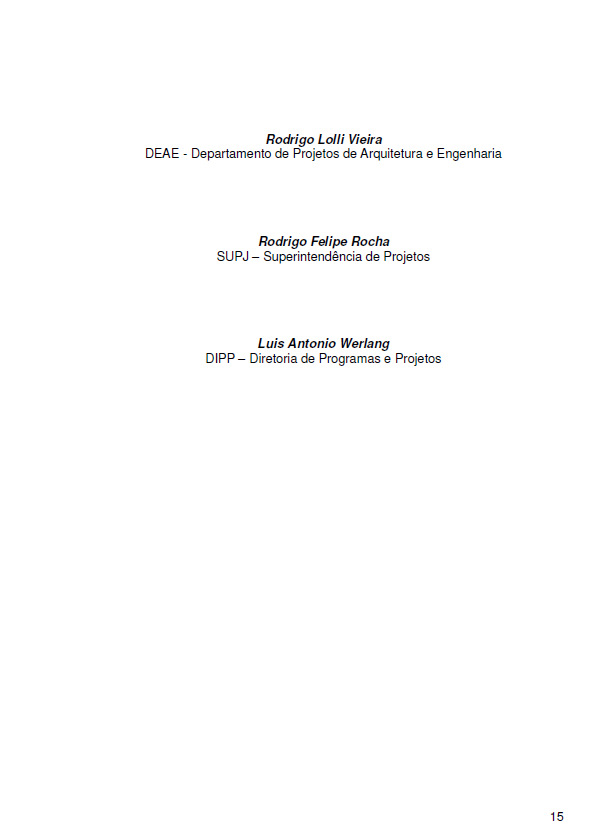 Rodrigo Lolli Vieira
DEAE - Departamento de Projetos de Arquitetura e Engenharia
Rodrigo Felipe Rocha
SUPJ – Superintendência de Projetos
Luis Antonio Werlang
DIPP – Diretoria de Programas e Projetos
15